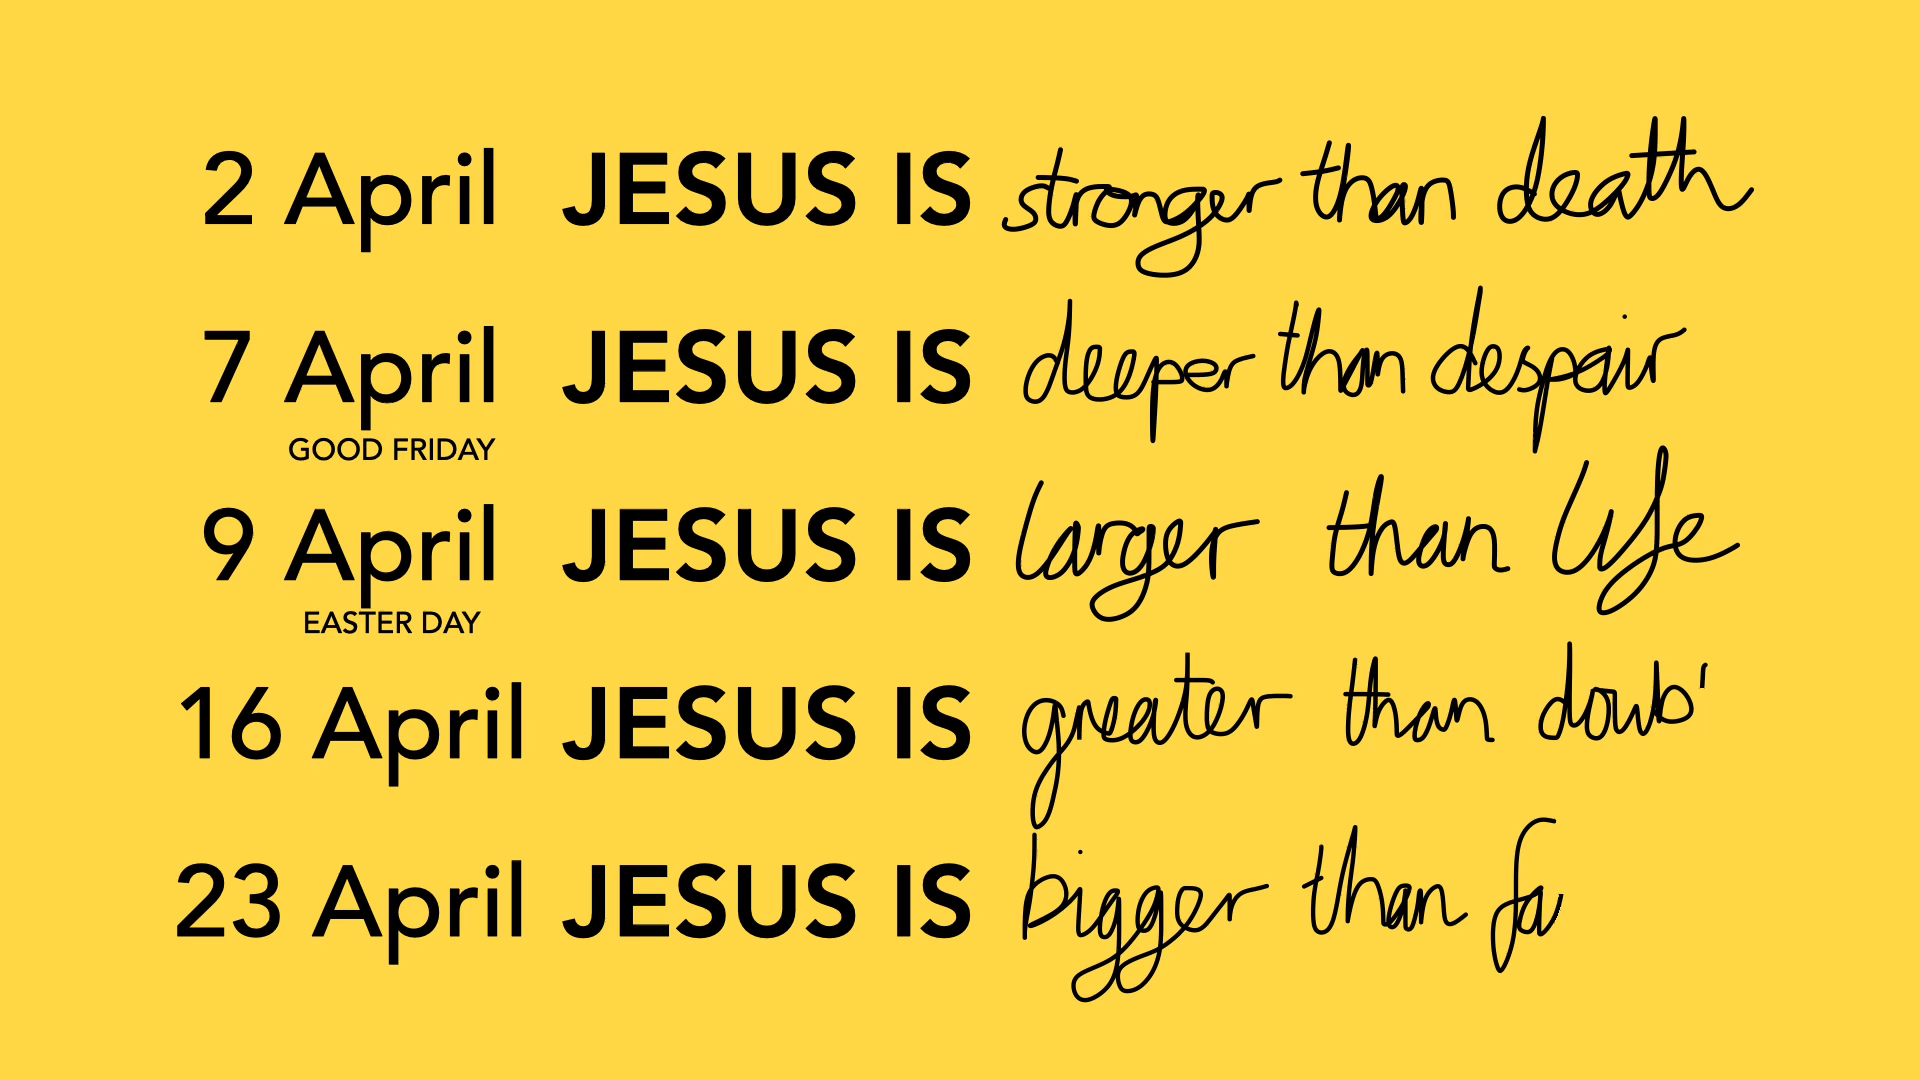 2 April JESUS IS stronger than death
7 April JESUS IS deeper than despair
GOOD FRIDAY
9 April JESUS IS larger than life
EASTER DAY
16 April JESUS IS greater than doub'
23 April JESUS IS bigger than fa